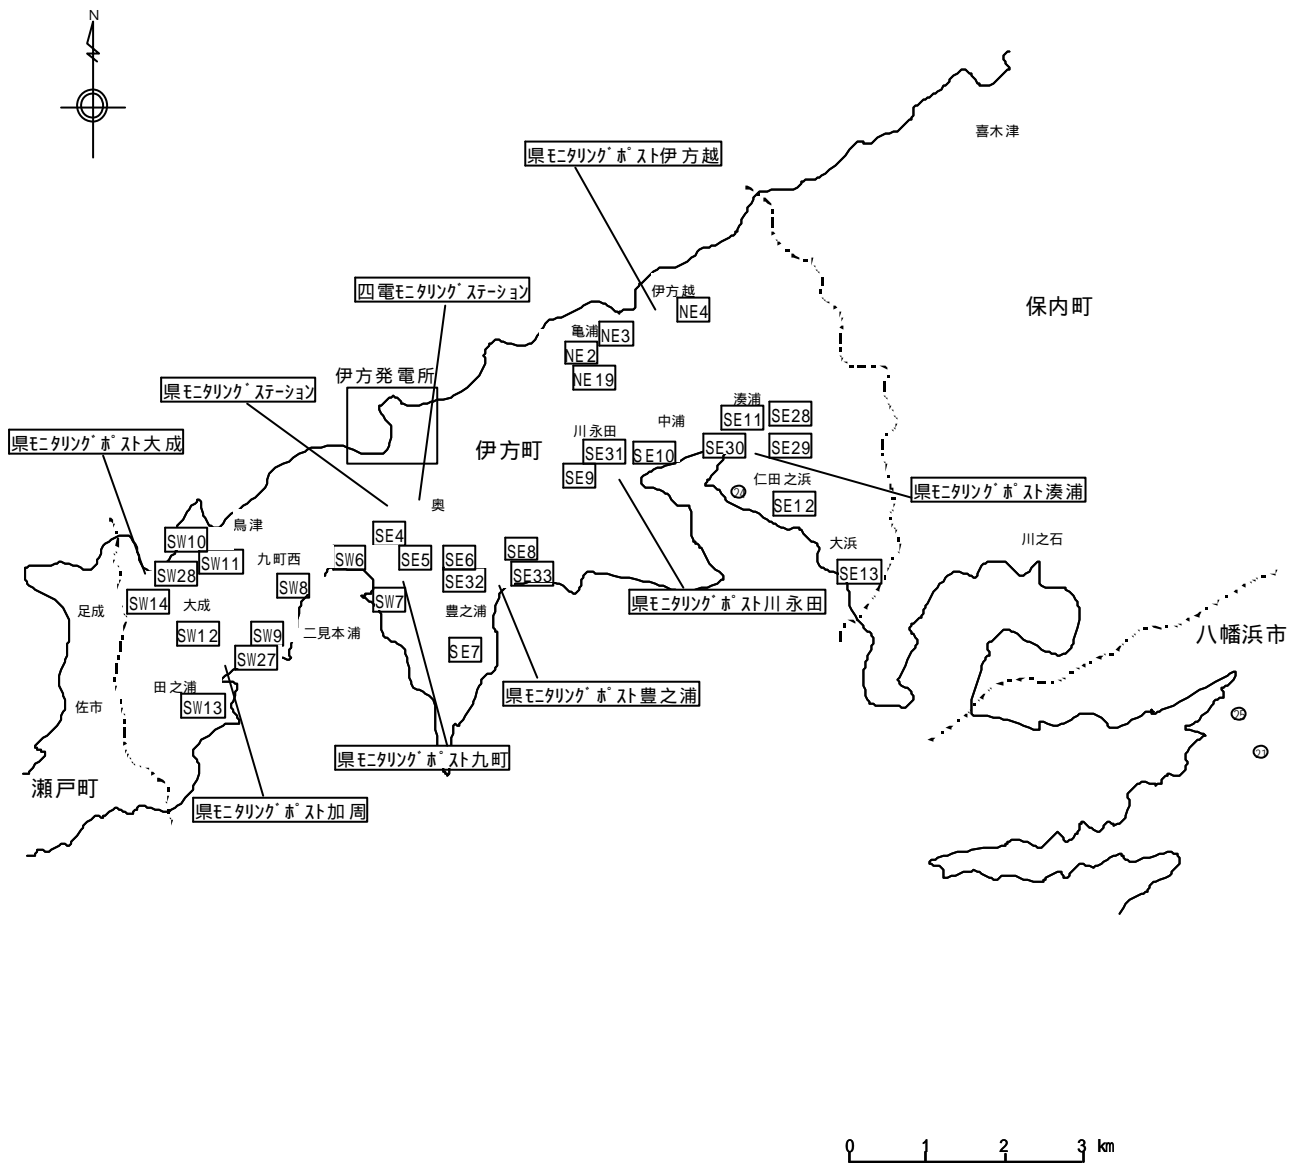 N
喜木津
県モニタリングポスト伊方越
伊方越
四電モニタリングステーション
NE4
保内町
亀浦
NE3
NE2
伊方発電所
NE19
県モニタリングステーション
湊浦
SE28
SE11
中浦
川永田
県モニタリングポスト大成
伊方町
SE31
SE10
SE30
SE29
SE9
仁田之浜
24
県モニタリングポスト湊浦
SE12
奥
鳥津
SE4
SW10
大浜
川之石
九町西
SW6
SE5
SE6
SE8
SW11
SW28
SE33
SE32
SE13
SW8
SW7
SW14
大成
足成
豊之浦
県モニタリングポスト川永田
SW12
SW9
二見本浦
八幡浜市
SE7
SW27
田之浦
県モニタリングポスト豊之浦
佐市
SW13
25
県モニタリングポスト九町
瀬戸町
県モニタリングポスト加周
0 1 2 3 km